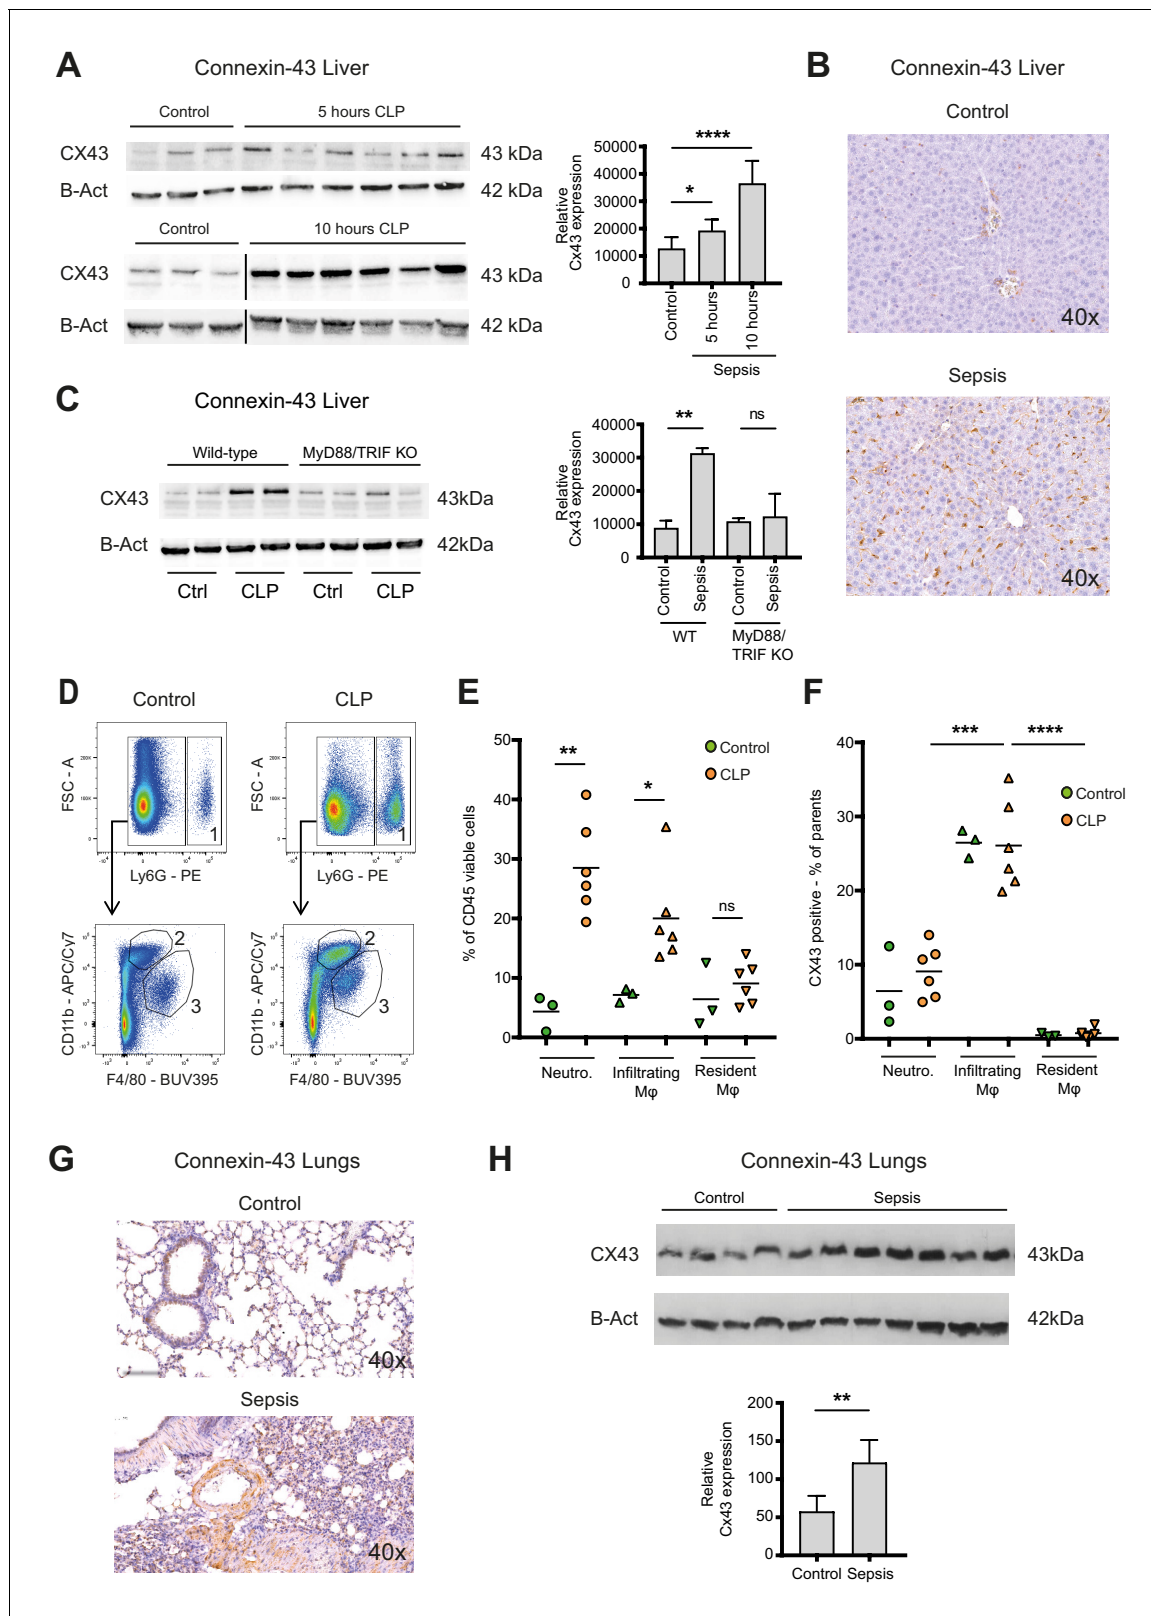 A
Connexin-43 Liver
Control
5 hours CLP
CX43
43 kDa
B-Act
42 kDa
Control
10 hours CLP
CX43
43 kDa
B-Act
42 kDa
Relative
Cx43 expression
50000
40000
30000
20000
10000
0
****
*
Control
5 hours
10 hours
Sepsis
B
Connexin-43 Liver
Control
40x
Sepsis
40x
C
Connexin-43 Liver
Wild-type
MyD88/TRIF KO
CX43
43kDa
B-Act
42kDa
Ctrl
CLP
Ctrl
CLP
Relative
Cx43 expression
40000
30000
20000
10000
0
**
ns
Control
Sepsis
Control
Sepsis
WT
MyD88/
TRIF KO
D
Control
CLP
FSC - A
FSC - A
1
1
Ly6G - PE
Ly6G - PE
CD11b - APC/Cy7
CD11b - APC/Cy7
2
3
2
3
F4/80 - BUV395
F4/80 - BUV395
E
% of CD45 viable cells
50
40
30
20
10
0
**
*
ns
Control
CLP
Neutro.
Infiltrating
Mφ
Resident
Mφ
F
CX43 positive - % of parents
40
30
20
10
0
***
****
Control
CLP
Neutro.
Infiltrating
Mφ
Resident
Mφ
G
Connexin-43 Lungs
Control
40x
Sepsis
40x
H
Connexin-43 Lungs
Control
Sepsis
CX43
43kDa
B-Act
42kDa
Relative
Cx43 expression
200
150
100
50
0
**
Control Sepsis